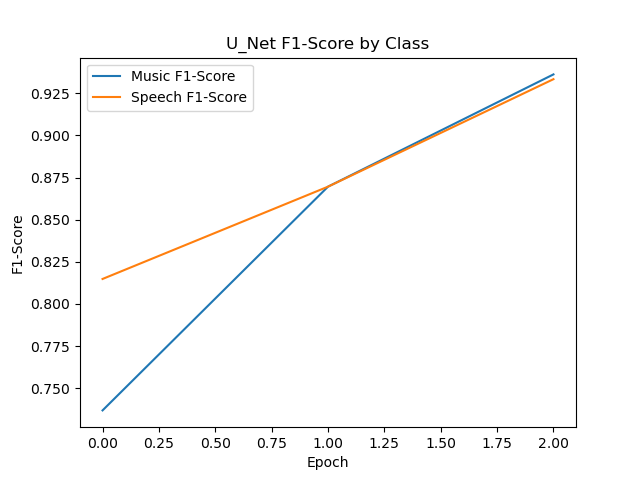 U_Net F1-Score by Class
Music F1-Score
Speech F1-Score
F1-Score
0.925
0.900
0.875
0.850
0.825
0.800
0.775
0.750
0.00 0.25 0.50 0.75 1.00 1.25 1.50 1.75 2.00
Epoch